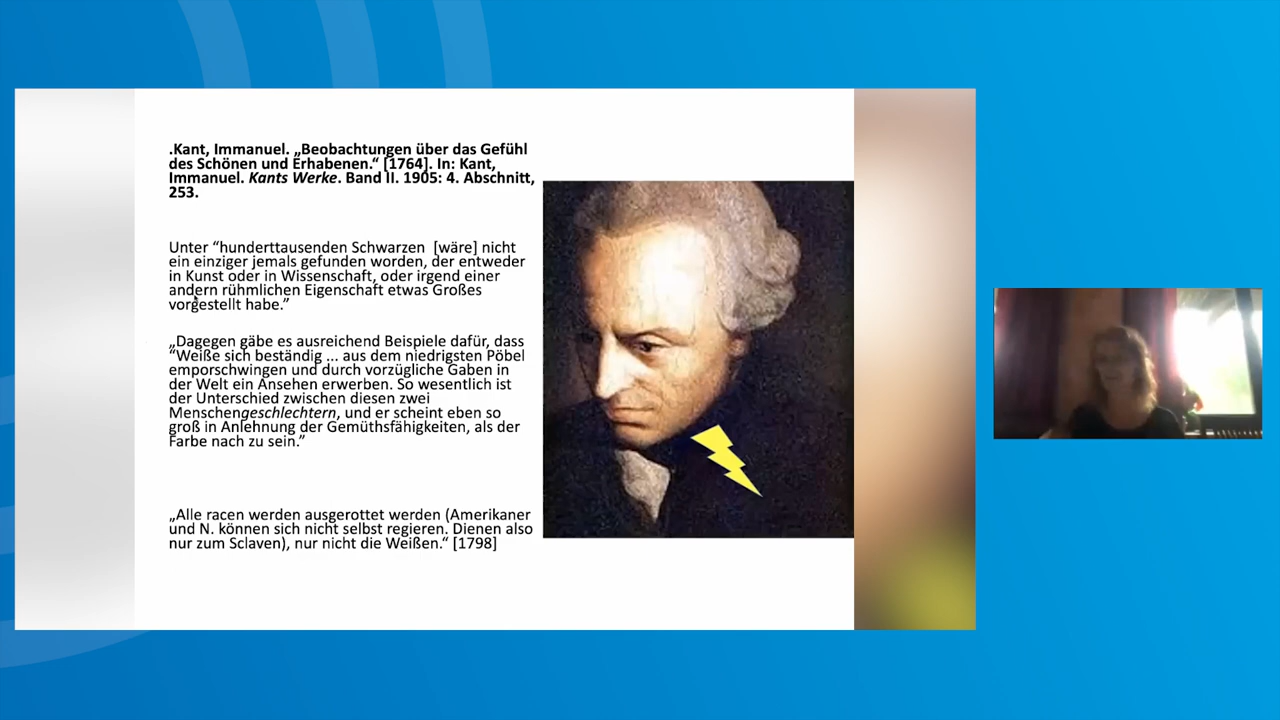 .Kant, Immanuel. „Beobachtungen über das Gefühl
des Schönen und Erhabenen.“ [1764]. In: Kant,
Immanuel. Kants Werke. Band II. 1905: 4. Abschnitt,
253.
Unter “hunderttausenden Schwarzen [wäre] nicht
ein einziger jemals gefunden worden, der entweder
in Kunst oder in Wissenschaft, oder irgend einer
andern rühmlichen Eigenschaft etwas Großes
vorgestellt habe.”
„Dagegen gäbe es ausreichend Beispiele dafür, dass
“Weiße sich beständig ... aus dem niedrigsten Pöbel
emporschwingen und durch vorzügliche Gaben in
der Welt ein Ansehen erwerben. So wesentlich ist
der Unterschied zwischen diesen zwei
Menschengeschlechtern, und er scheint eben so
groß in Anlehnung der Gemüthsfähigkeiten, als der
Farbe nach zu sein.”
„Alle racen werden ausgerottet werden (Amerikaner
und N. können sich nicht selbst regieren. Dienen also
nur zum Sclaven), nur nicht die Weißen.“ [1798]